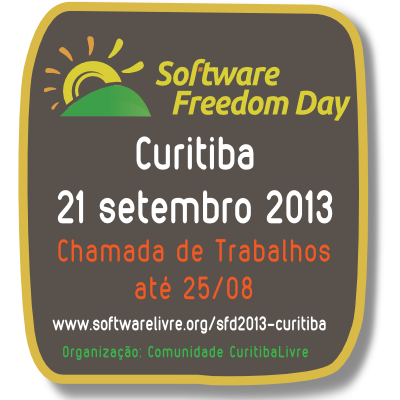 Software
Freedom Day
Curitiba
21 setembro 2013
Chamada de Trabalhos
até 25/08
www.softwarelivre.org/sfd2013-curitiba
Organização: Comunidade CuritibaLivre